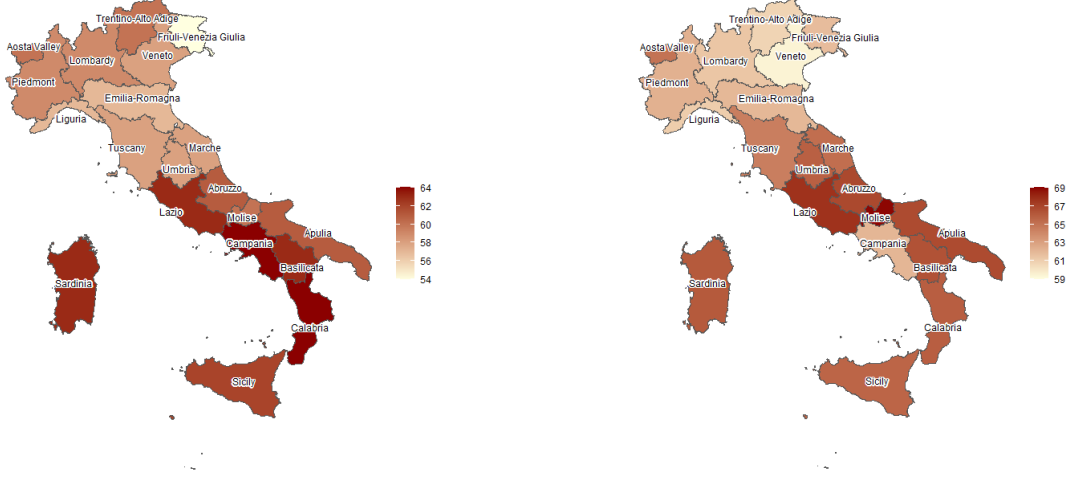 Trentino-Alto Adige
Friuli-Venezia Giulia
Aosta Valley
Veneto
Lombardy
Piedmont
Emilia-Romagna
Liguria
Tuscany
Marche
Umbria
Abruzzo
Lazio
Molise
Apulia
Campania
Basilicata
Sardinia
Calabria
Sicily
64
62
60
58
56
54
Trentino-Alto Adige
Friuli-Venezia Giulia
Aosta Valley
Veneto
Lombardy
Piedmont
Emilia-Romagna
Liguria
Tuscany
Marche
Umbria
Abruzzo
Lazio
Molise
Apulia
Campania
Basilicata
Sardinia
Calabria
Sicily
69
67
65
63
61
59